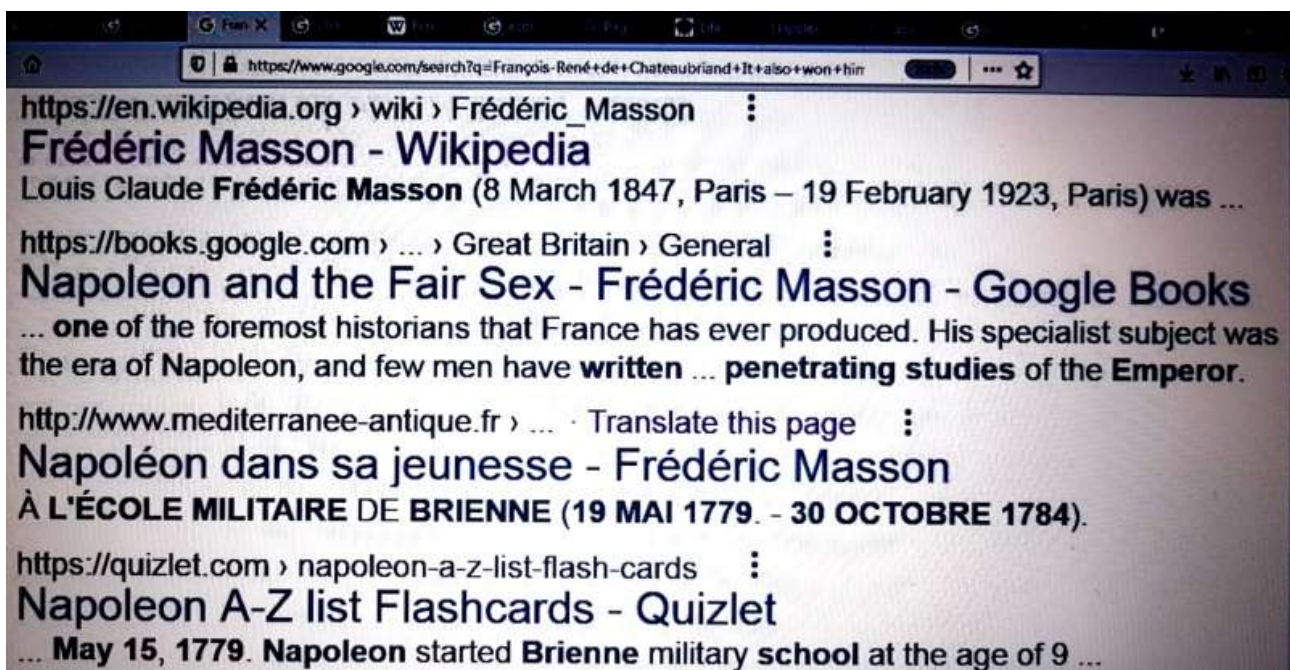 Fran X
https://www.google.com/search?q=François-René+de+Chateaubriand+It+also+won+him
https://en.wikipedia.org › wiki › Frédéric_Masson
Frédéric Masson - Wikipedia
Louis Claude Frédéric Masson (8 March 1847, Paris – 19 February 1923, Paris) was ...
https://books.google.com › ... › Great Britain › General
Napoleon and the Fair Sex - Frédéric Masson - Google Books
... one of the foremost historians that France has ever produced. His specialist subject was
the era of Napoleon, and few men have written ... penetrating studies of the Emperor.
http://www.mediterranee-antique.fr › ... · Translate this page
Napoléon dans sa jeunesse - Frédéric Masson
À L'ÉCOLE MILITAIRE DE BRIENNE (19 MAI 1779. - 30 OCTOBRE 1784).
https://quizlet.com › napoleon-a-z-list-flash-cards
Napoleon A-Z list Flashcards - Quizlet
... May 15, 1779. Napoleon started Brienne military school at the age of 9 ...